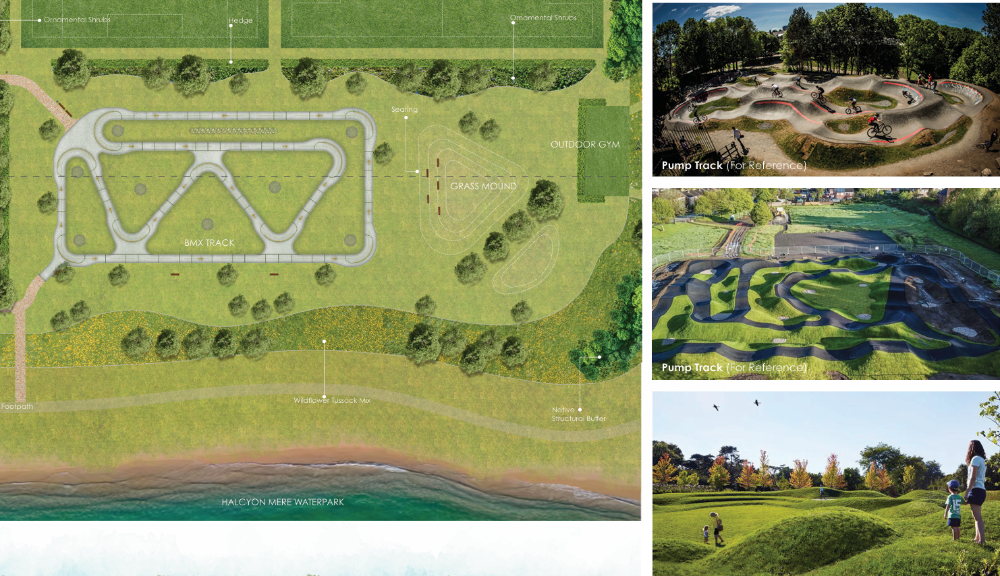 Ornamental Shrubs
Hedge
Ornamental Shrubs
Seating
OUTDOOR GYM
GRASS MOUND
BMX TRACK
Wildflower Tussock Mix
Footpath
Native
Structural Buffer
HALCYON MERE WATERPARK
Pump Track (For Reference)
Pump Track (For Reference)
15